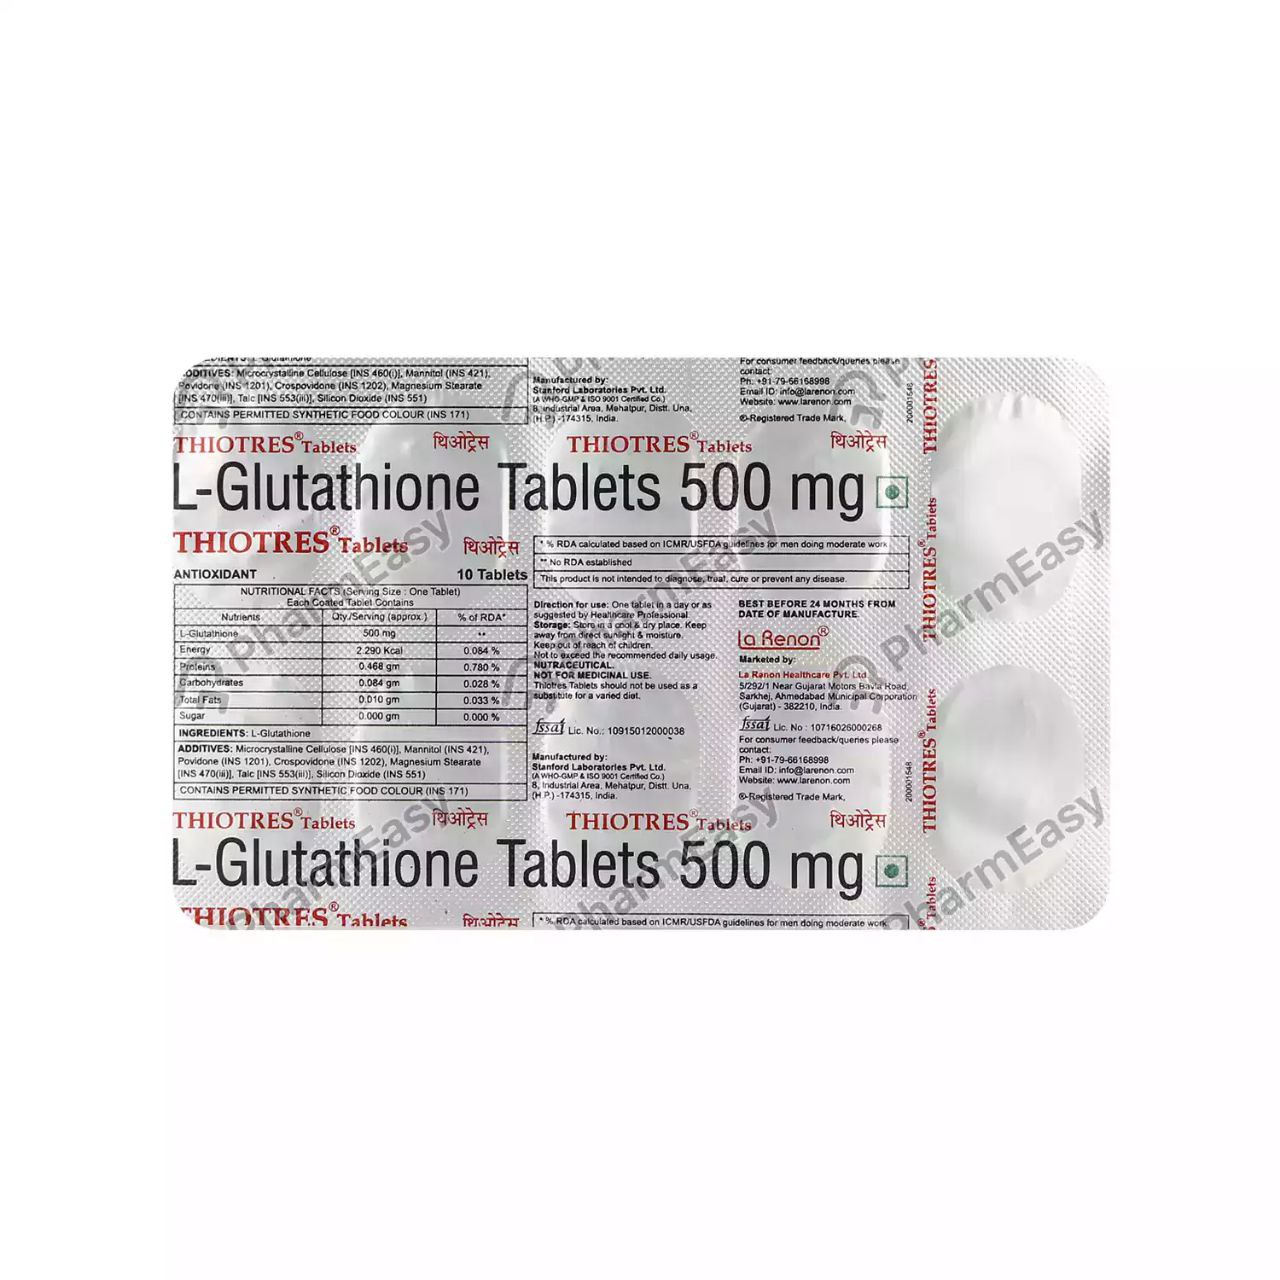 ADDITIVES: Microcrystalline Cellulose [INS 460(i)], Mannitol (INS 421),
Povidone (INS 1201), Crospovidone (INS 1202), Magnesium Stearate
[INS 470(iii)], Talc [INS 553(iii)], Silicon Dioxide (INS 551)
CONTAINS PERMITTED SYNTHETIC FOOD COLOUR (INS 171)
Manufactured by:
Stanford Laboratories Pvt. Ltd.
(A WHO-GMP & ISO 9001 Certified Co.)
8, Industrial Area, Mehatpur, Distt. Una,
(H.P.) -174315, India.
For consumer feedback/queries please
contact:
Ph: +91-79-66168998
Email ID: info@larenon.com
Website: www.larenon.com
®-Registered Trade Mark,
200001548
THIOTRES® Tablets थिओट्रेस THIOTRES® Tablets थिओट्रेस
L-Glutathione Tablets 500 mg
THIOTRES® Tablets थिओट्रेस
ANTIOXIDANT 10 Tablets
NUTRITIONAL FACTS (Serving Size : One Tablet)
Each Coated Tablet Contains
Nutrients Qty./Serving (approx.) % of RDA*
L-Glutathione 500 mg **
Energy 2.290 Kcal 0.084 %
Proteins 0.468 gm 0.780 %
Carbohydrates 0.084 gm 0.028 %
Total Fats 0.010 gm 0.033 %
Sugar 0.000 gm 0.000 %
INGREDIENTS: L-Glutathione
ADDITIVES: Microcrystalline Cellulose [INS 460(i)], Mannitol (INS 421),
Povidone (INS 1201), Crospovidone (INS 1202), Magnesium Stearate
[INS 470(iii)], Talc [INS 553(iii)], Silicon Dioxide (INS 551)
CONTAINS PERMITTED SYNTHETIC FOOD COLOUR (INS 171)
* % RDA calculated based on ICMR/USFDA guidelines for men doing moderate work
** No RDA established
This product is not intended to diagnose, treat, cure or prevent any disease.
Direction for use: One tablet in a day or as
suggested by Healthcare Professional
Storage: Store in a cool & dry place. Keep
away from direct sunlight & moisture.
Keep out of reach of children.
Not to exceed the recommended daily usage.
NUTRACEUTICAL.
NOT FOR MEDICINAL USE.
Thiotres Tablets should not be used as a
substitute for a varied diet.
fssai Lic. No.: 10915012000038
Manufactured by:
Stanford Laboratories Pvt. Ltd.
(A WHO-GMP & ISO 9001 Certified Co.)
8, Industrial Area, Mehatpur, Distt. Una,
(H.P.) -174315, India.
BEST BEFORE 24 MONTHS FROM
DATE OF MANUFACTURE
La Renon®
Marketed by:
La Renon Healthcare Pvt. Ltd
5/292/1 Near Gujarat Motors Bavla Road,
Sarkhej, Ahmedabad Municipal Corporation
(Gujarat) - 382210, India.
fssai Lic. No : 10716026000268
For consumer feedback/queries please
contact:
Ph: +91-79-66168998
Email ID: info@larenon.com
Website: www.larenon.com
®-Registered Trade Mark,
200001548
THIOTRES® Tablets थिओट्रेस THIOTRES® Tablets थिओट्रेस
L-Glutathione Tablets 500 mg
THIOTRES® Tablets थिओट्रेस
* % RDA calculated based on ICMR/USFDA guidelines for men doing moderate work
THIOTRES
THIOTRES® Tablets
THIOTRES® Tablets
Tablets
PharmEasy
PharmEasy
PharmEasy
PharmEasy
PharmEasy
PharmEasy